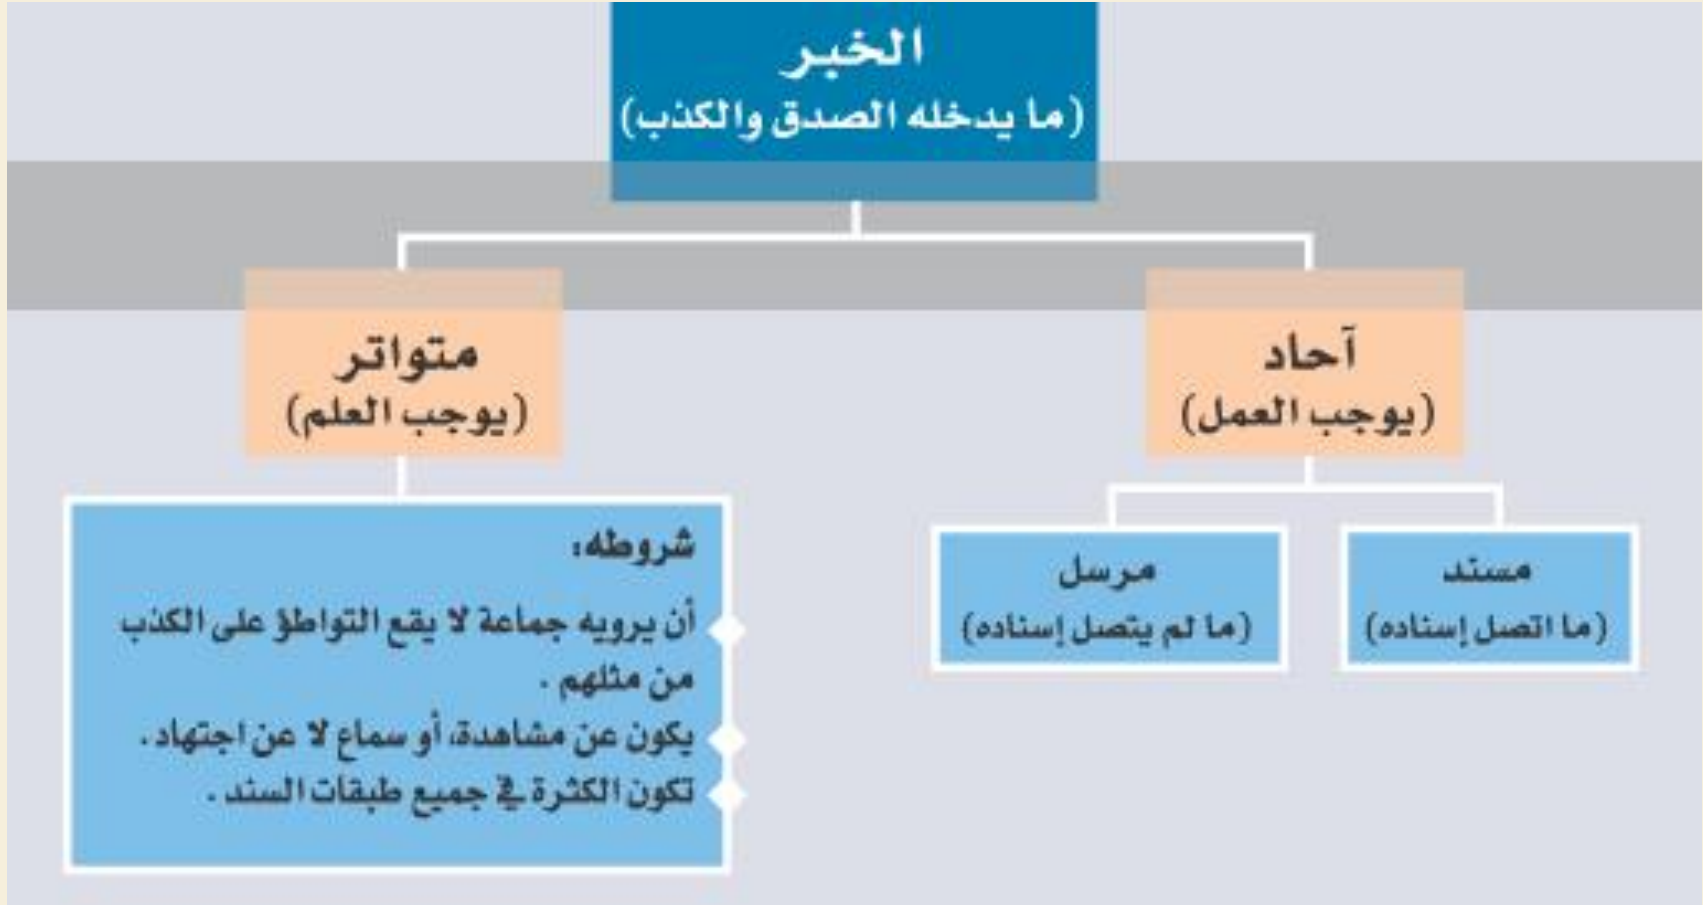 الخبر
(ما يدخله الصدق والكذب)
آحاد
(يوجب العمل)
مسند
(ما اتصل إسناده)
مرسل
(ما لم يتصل إسناده)
متواتر
(يوجب العلم)
شروطه:
أن يرويه جماعة لا يقع التواطؤ على الكذب
من مثلهم .
يكون عن مشاهدة، أو سماع لا عن اجتهاد .
تكون الكثرة في جميع طبقات السند .